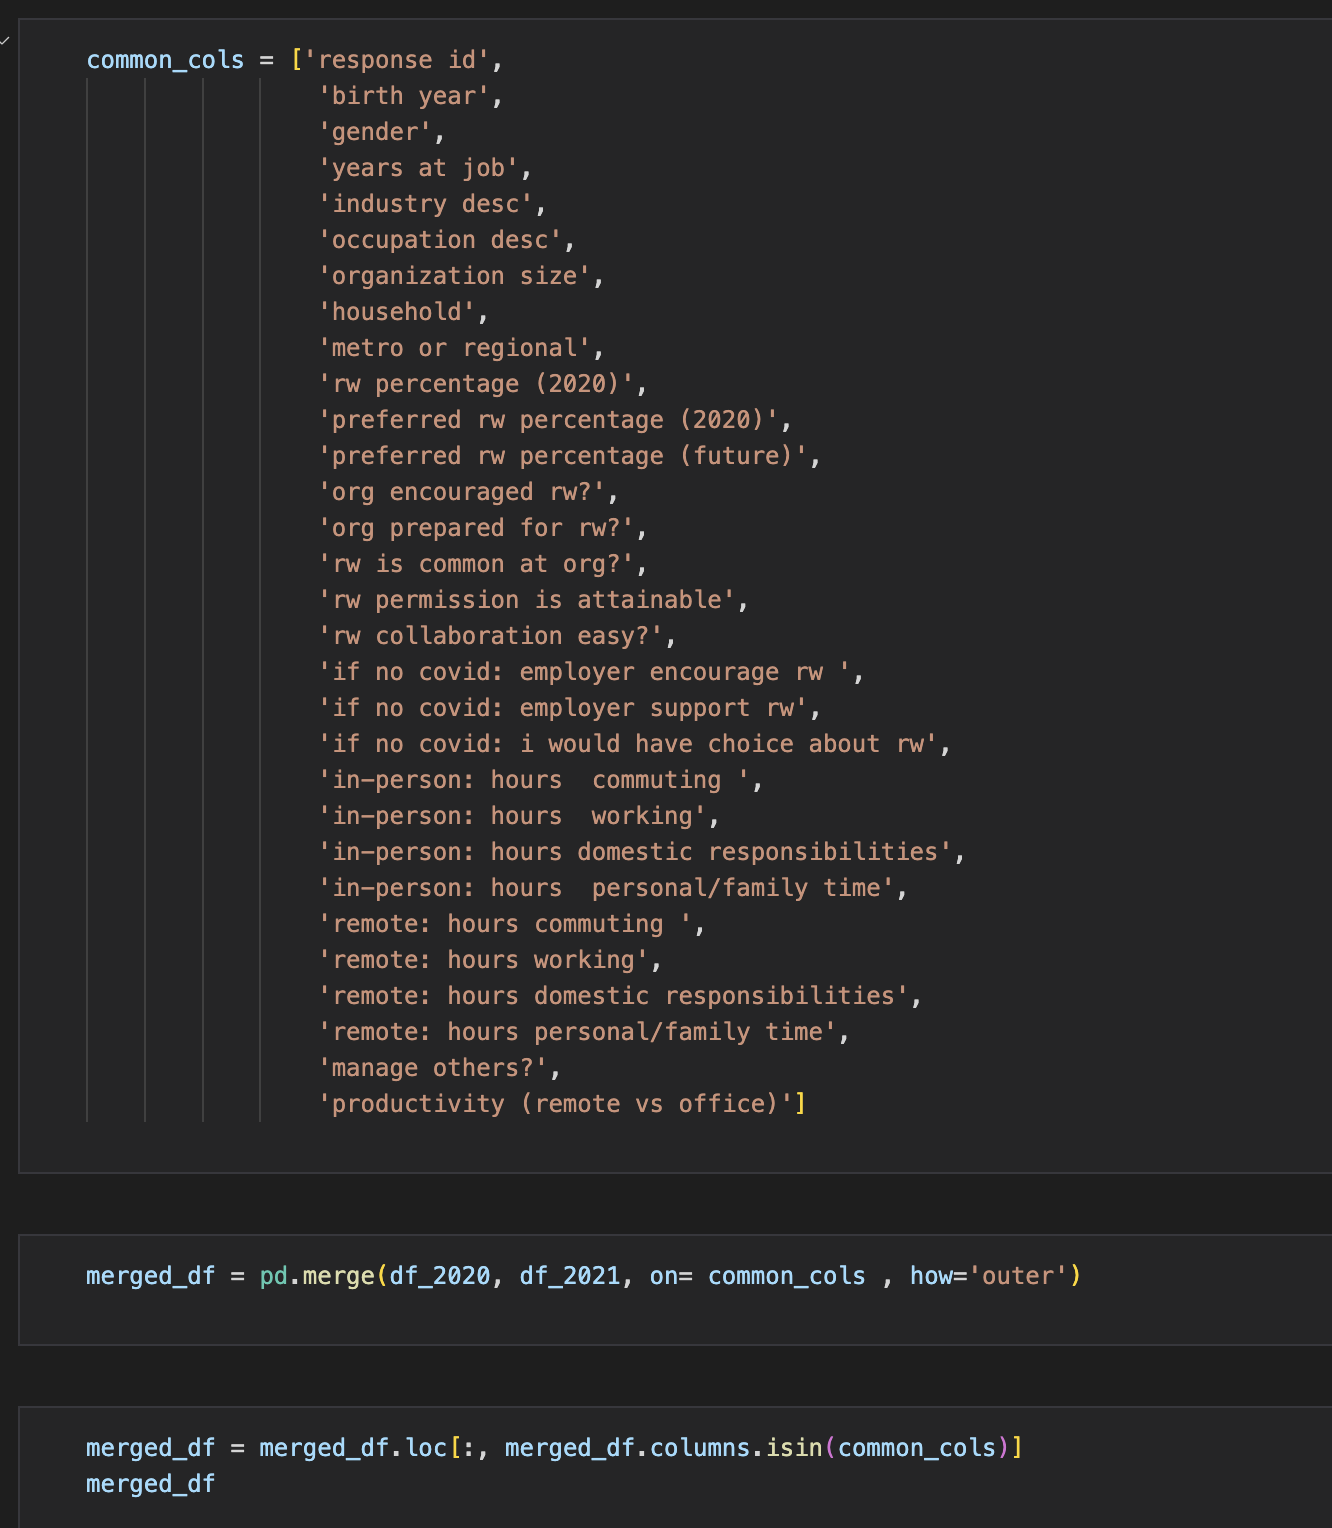 common_cols = ['response id',
'birth year',
'gender',
'years at job',
'industry desc',
'occupation desc',
'organization size',
'household',
'metro or regional',
'rw percentage (2020)',
'preferred rw percentage (2020)',
'preferred rw percentage (future)',
'org encouraged rw?',
'org prepared for rw?',
'rw is common at org?',
'rw permission is attainable',
'rw collaboration easy?',
'if no covid: employer encourage rw ',
'if no covid: employer support rw',
'if no covid: i would have choice about rw',
'in-person: hours  commuting ',
'in-person: hours  working',
'in-person: hours domestic responsibilities',
'in-person: hours  personal/family time',
'remote: hours commuting ',
'remote: hours working',
'remote: hours domestic responsibilities',
'remote: hours personal/family time',
'manage others?',
'productivity (remote vs office)']
merged_df = pd.merge(df_2020, df_2021, on= common_cols , how='outer')
merged_df = merged_df.loc[:, merged_df.columns.isin(common_cols)]
merged_df